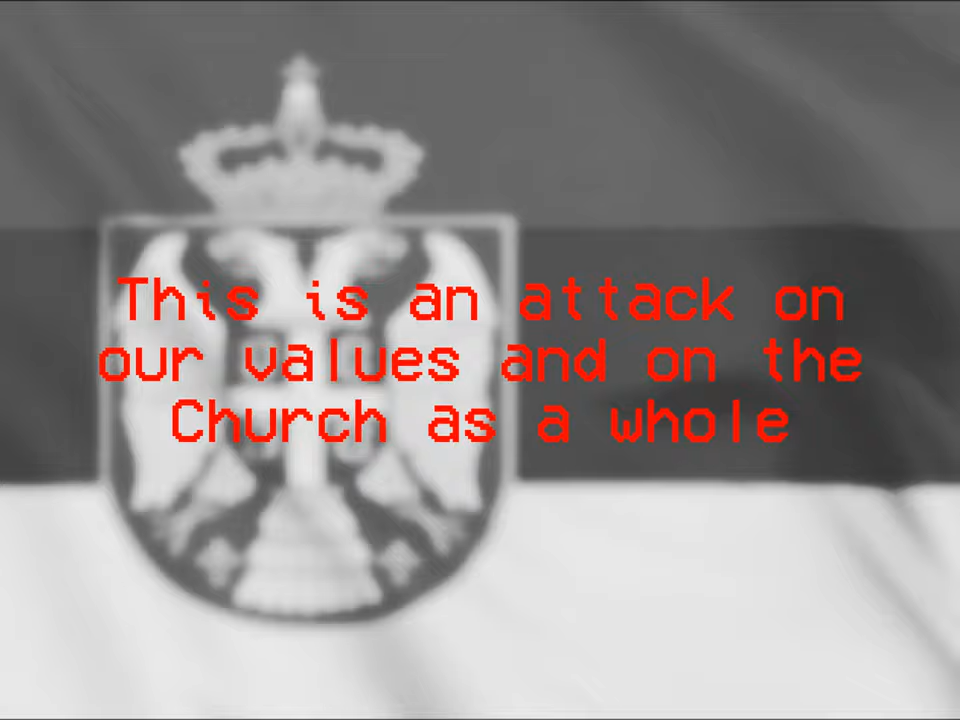 This is an attack on
our values and on the
Church as a whole